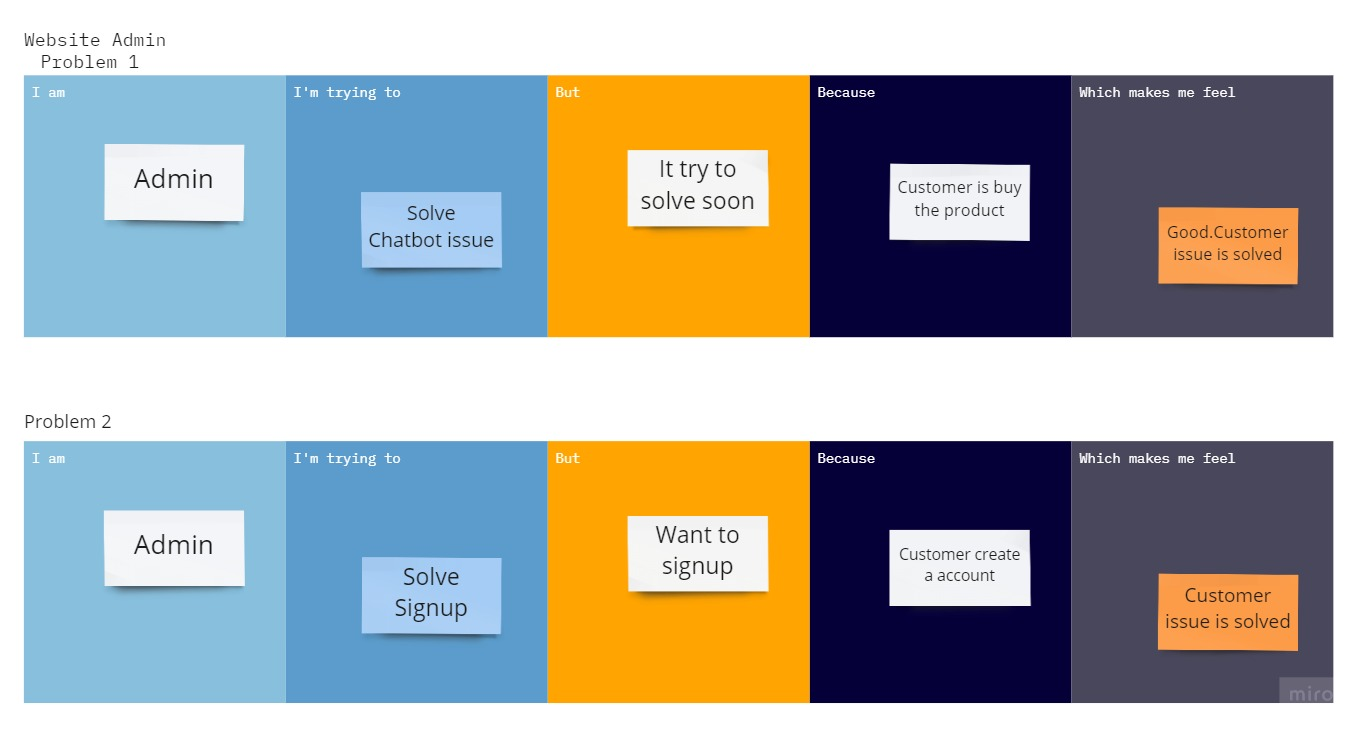 Website Admin
Problem 1
I am
I'm trying to
But
Because
Which makes me feel
Admin
Solve
Chatbot issue
It try to
solve soon
Customer is buy
the product
Good.Customer
issue is solved
Problem 2
I am
I'm trying to
But
Because
Which makes me feel
Admin
Solve
Signup
Want to
signup
Customer create
a account
Customer
issue is solved
miro